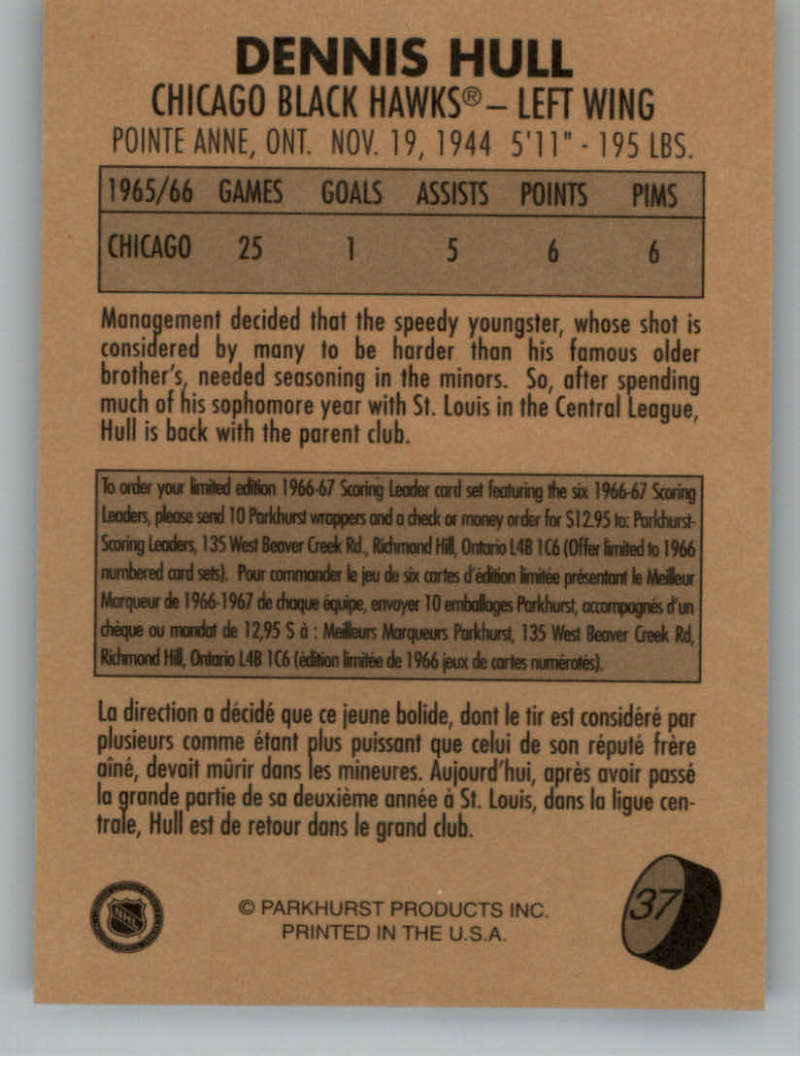 DENNIS HULL
CHICAGO BLACK HAWKS® – LEFT WING
POINTE ANNE, ONT. NOV. 19, 1944 5'11" - 195 LBS.
1965/66 GAMES GOALS ASSISTS POINTS PIMS
CHICAGO 25 1 5 6 6
Management decided that the speedy youngster, whose shot is
considered by many to be harder than his famous older
brother's, needed seasoning in the minors. So, after spending
much of his sophomore year with St. Louis in the Central League,
Hull is back with the parent club.
To order your limited edition 1966-67 Scoring Leader card set featuring the six 1966-67 Scoring
Leaders, please send 10 Parkhurst wrappers and a check or money order for $12.95 to: Parkhurst-
Scoring Leaders, 135 West Beaver Creek Rd., Richmond Hill, Ontario L4B 1C6 (Offer limited to 1966
numbered card sets). Pour commander le jeu de six cartes d'édition limitée présentant le Meilleur
Marqueur de 1966-1967 de chaque équipe, envoyer 10 emballages Parkhurst, accompagnés d'un
chèque ou mandat de 12,95 $ à : Meilleurs Marqueurs Parkhurst, 135 West Beaver Creek Rd,
Richmond Hill, Ontario L4B 1C6 (édition limitée de 1966 jeux de cartes numérotés).
La direction a décidé que ce jeune bolide, dont le tir est considéré par
plusieurs comme étant plus puissant que celui de son réputé frère
aîné, devait mûrir dans les mineures. Aujourd'hui, après avoir passé
la grande partie de sa deuxième année à St. Louis, dans la ligue cen-
trale, Hull est de retour dans le grand club.
NHL
© PARKHURST PRODUCTS INC.
PRINTED IN THE U.S.A.
37